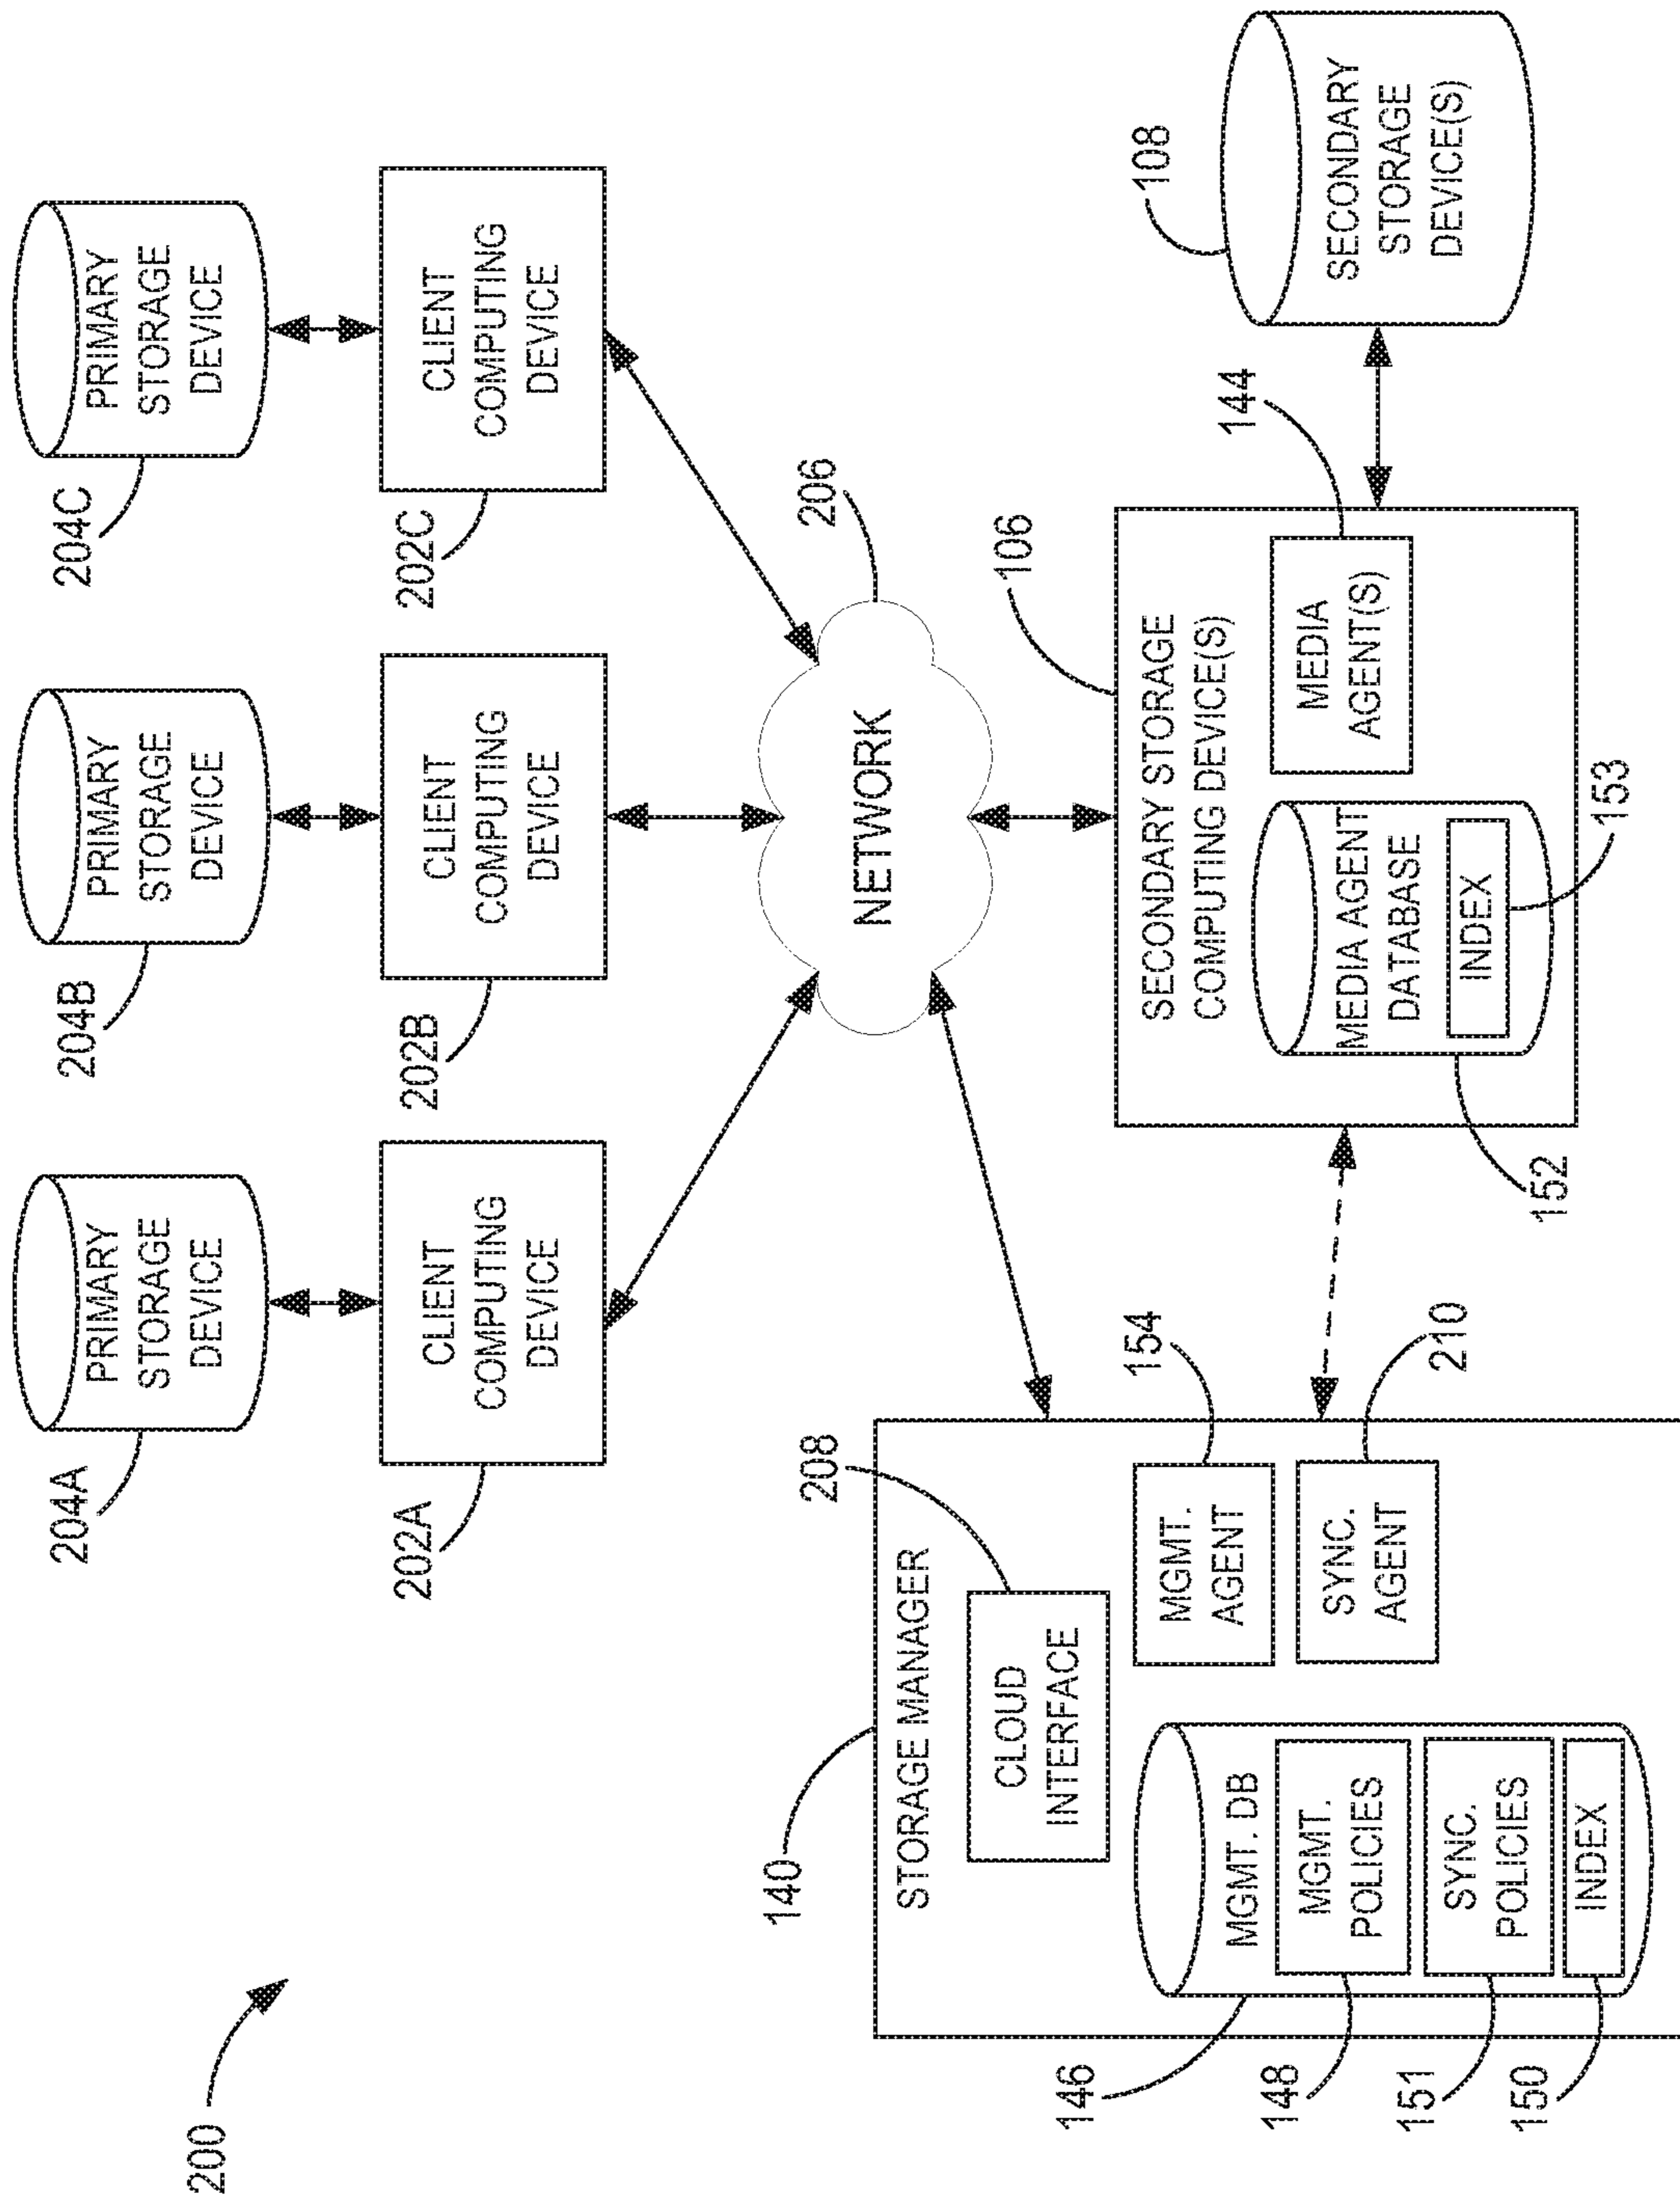 200
204A
PRIMARY
STORAGE
DEVICE
204B
PRIMARY
STORAGE
DEVICE
204C
PRIMARY
STORAGE
DEVICE
202A
CLIENT
COMPUTING
DEVICE
202B
CLIENT
COMPUTING
DEVICE
202C
CLIENT
COMPUTING
DEVICE
NETWORK
206
140
STORAGE MANAGER
208
CLOUD
INTERFACE
146
MGMT. DB
148
MGMT.
POLICIES
151
SYNC.
POLICIES
150
INDEX
154
MGMT.
AGENT
210
SYNC.
AGENT
106
SECONDARY STORAGE
COMPUTING DEVICE(S)
152
MEDIA AGENT
DATABASE
INDEX
153
144
MEDIA
AGENT(S)
108
SECONDARY
STORAGE
DEVICE(S)